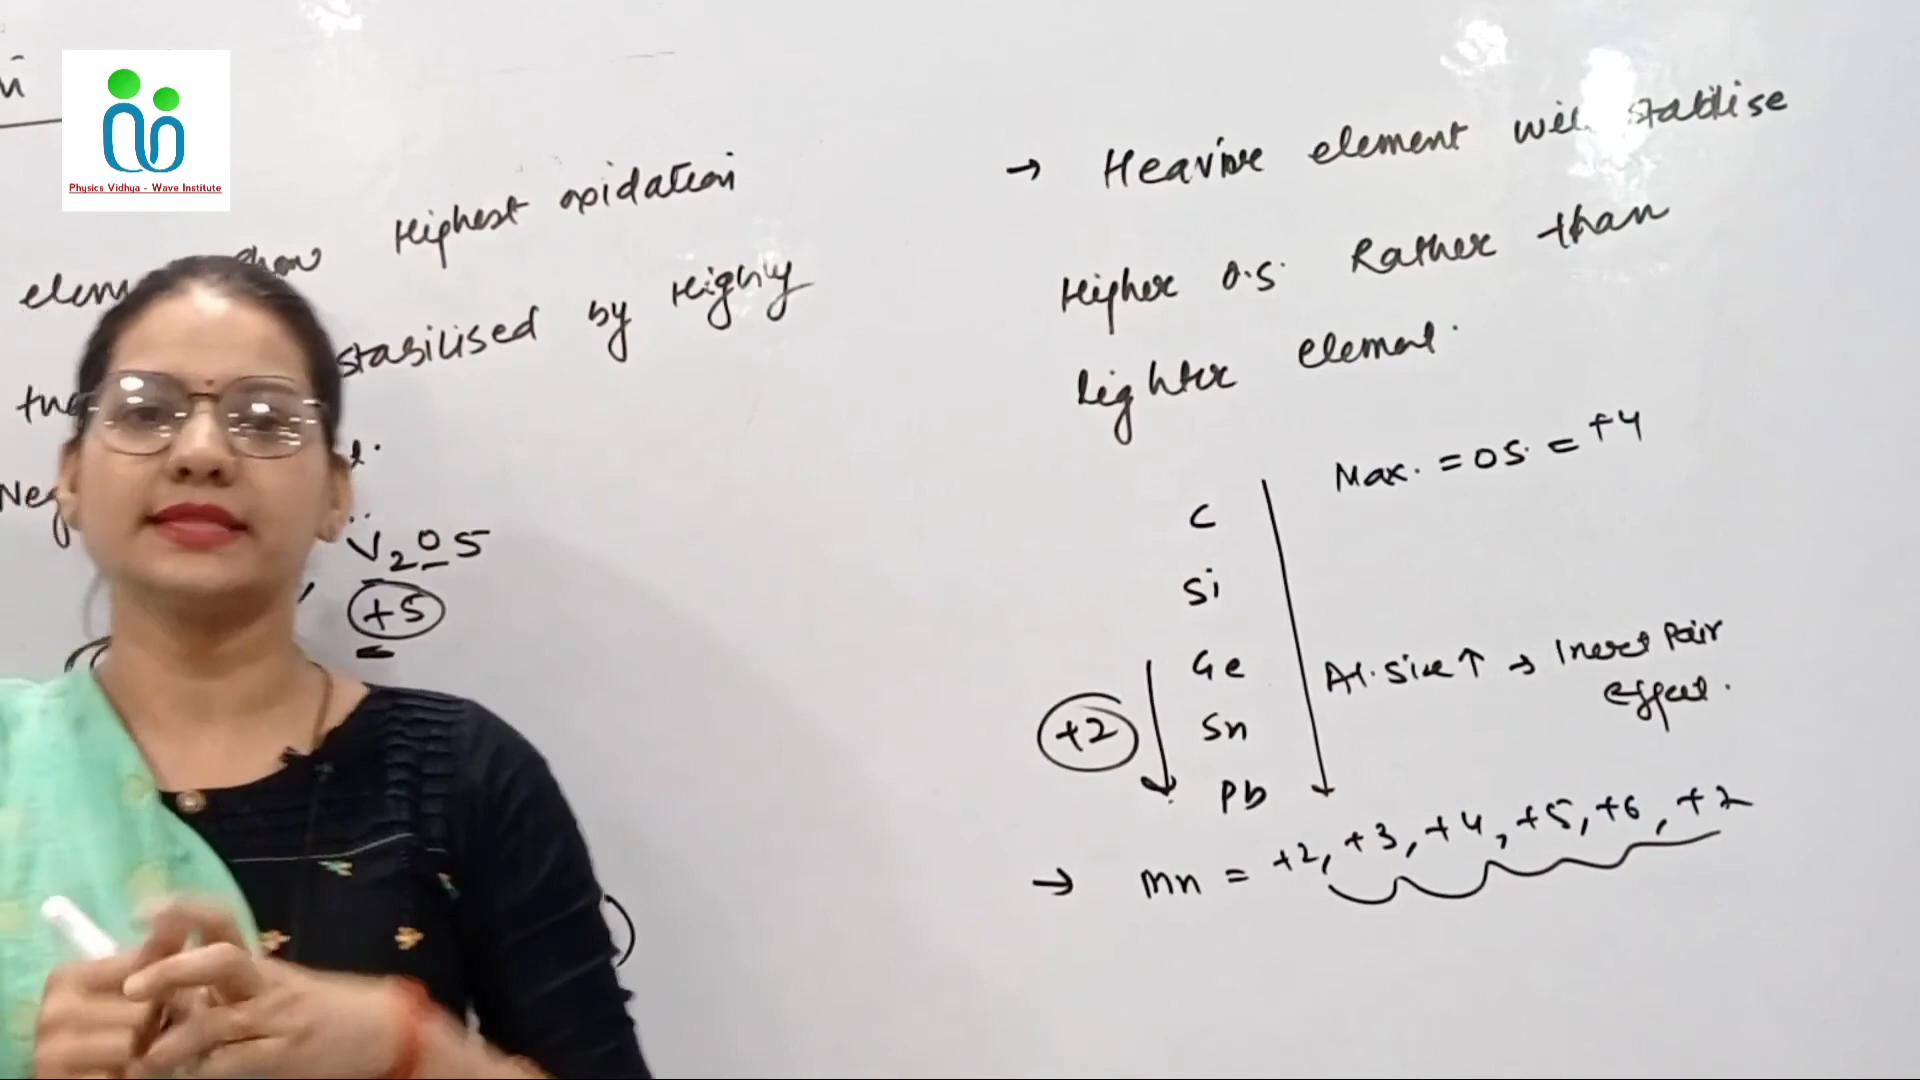 Physics Vidhya - Wave Institute
Highest oxidation
stabilised by Highly
V2O5
+5
→ Heavier element will stablise
Higher O.S. Rather than
lighter element.
Max. = OS. = +4
C
Si
Ge
Sn
Pb
+2
At. Size ↑ → Inert Pair
effect.
→ Mn = +2, +3, +4, +5, +6, +2